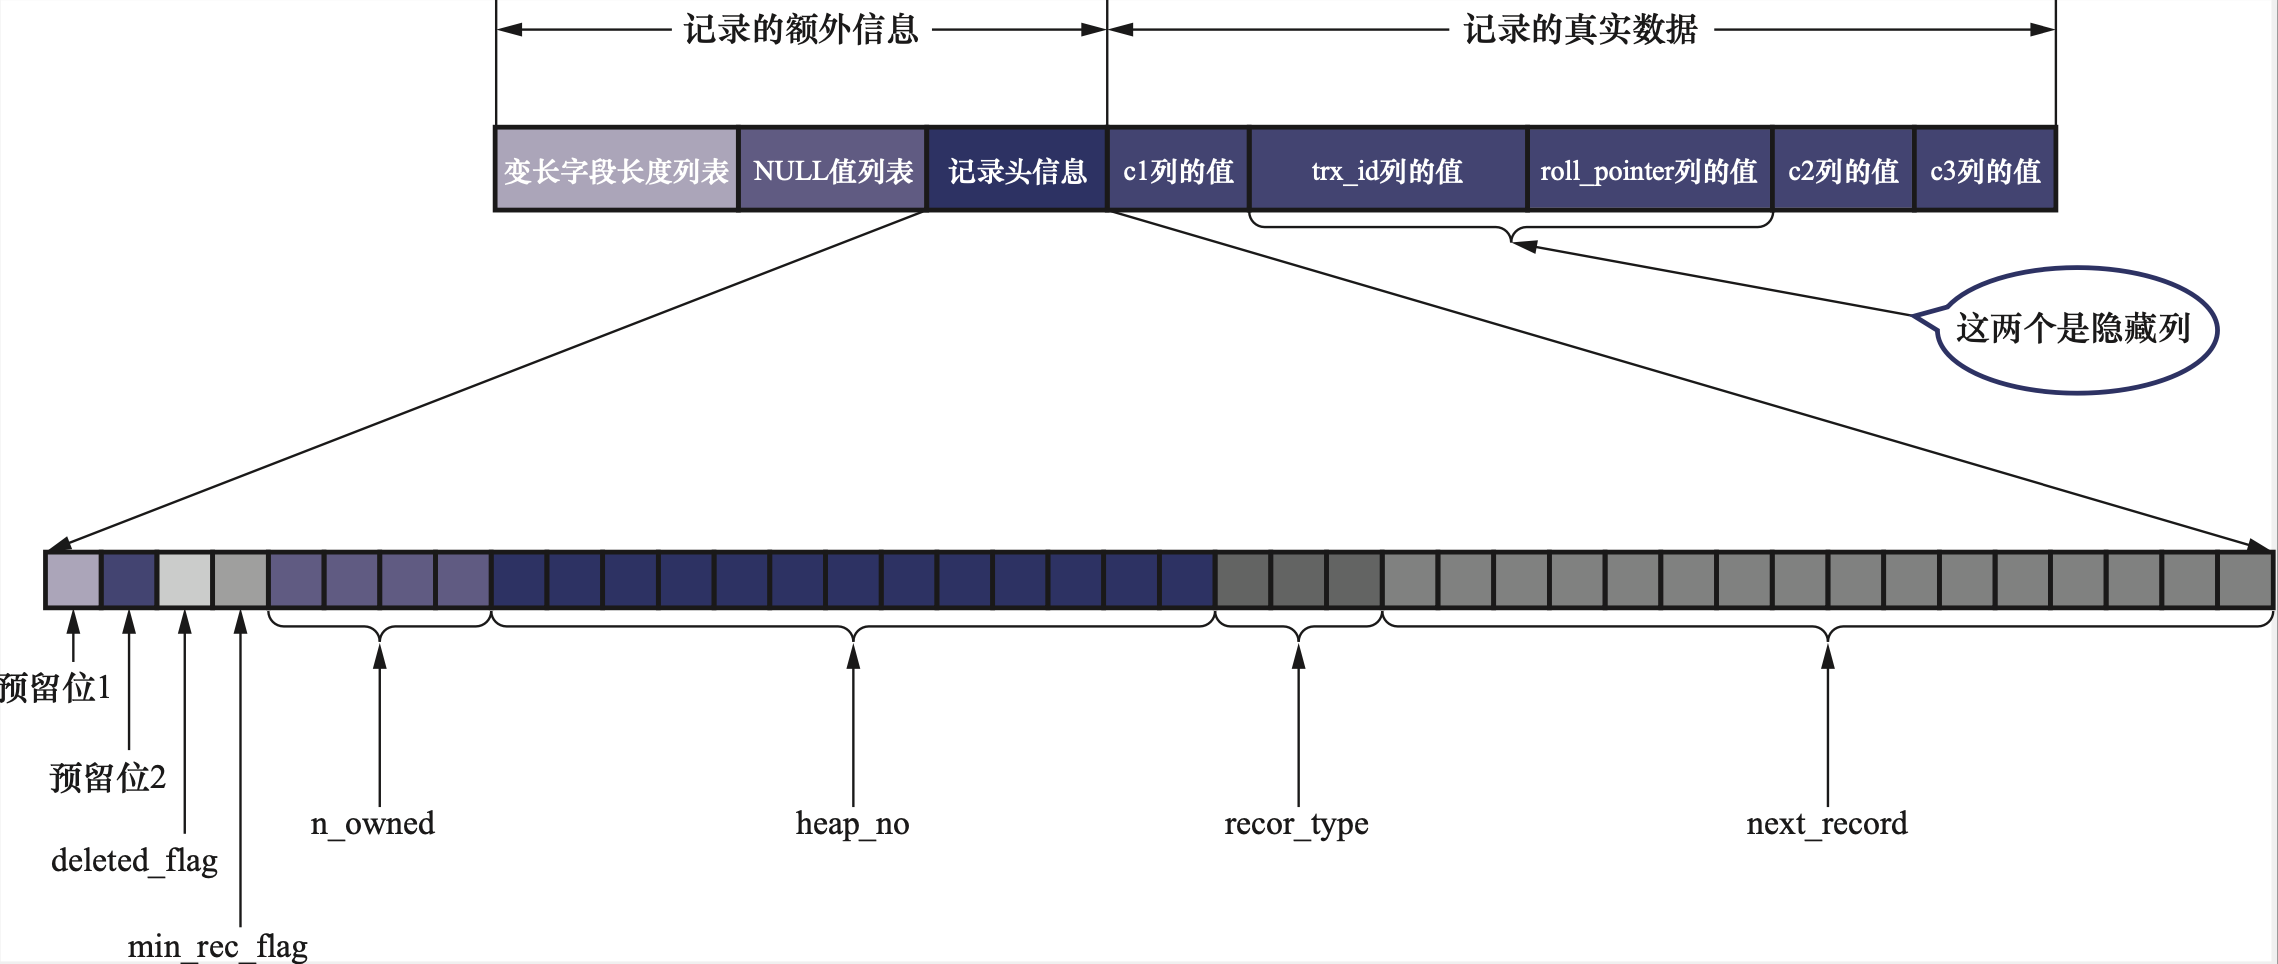 记录的额外信息
记录的真实数据
变长字段长度列表
NULL值列表
记录头信息
c1列的值
trx_id列的值
roll_pointer列的值
c2列的值
c3列的值
这两个是隐藏列
预留位1
预留位2
deleted_flag
min_rec_flag
n_owned
heap_no
recor_type
next_record